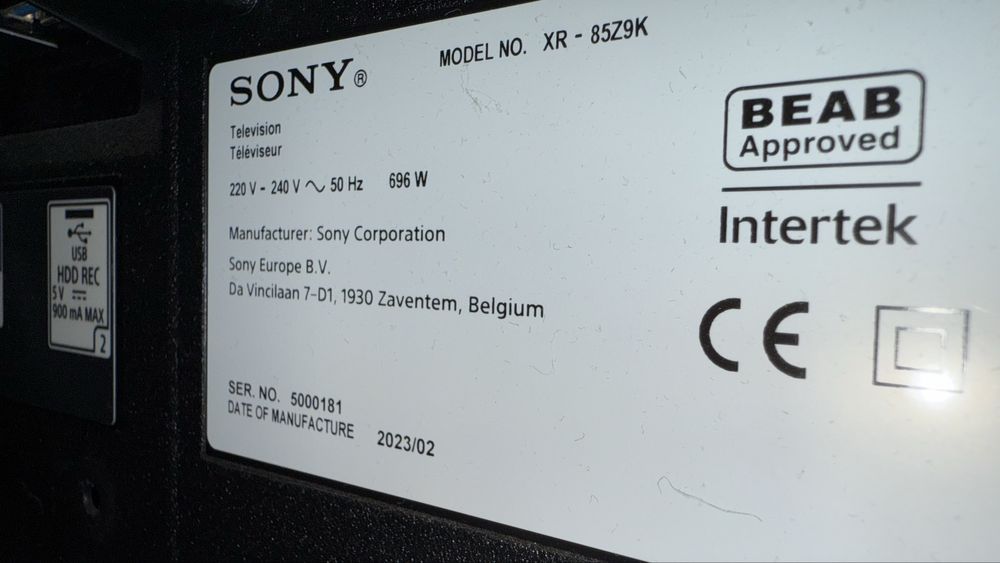 SONY®
MODEL NO. XR - 85Z9K
Television
Téléviseur
220 V - 240 V ~ 50 Hz 696 W
Manufacturer: Sony Corporation
Sony Europe B.V.
Da Vincilaan 7-D1, 1930 Zaventem, Belgium
SER. NO. 5000181
DATE OF MANUFACTURE 2023/02
BEAB
Approved
Intertek
CE
USB
HDD REC
5 V ⎓
900 mA MAX
2